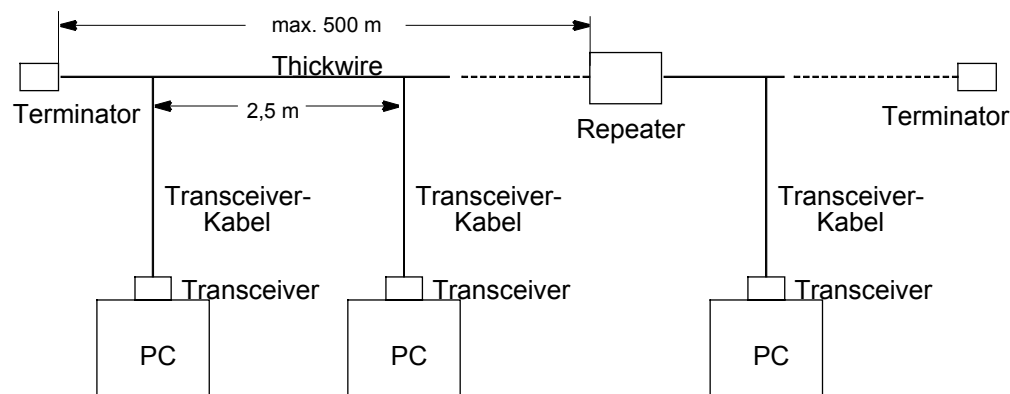 max. 500 m
Thickwire
Terminator
2,5 m
Repeater
Terminator
Transceiver-
Kabel
Transceiver-
Kabel
Transceiver-
Kabel
Transceiver
Transceiver
Transceiver
PC
PC
PC